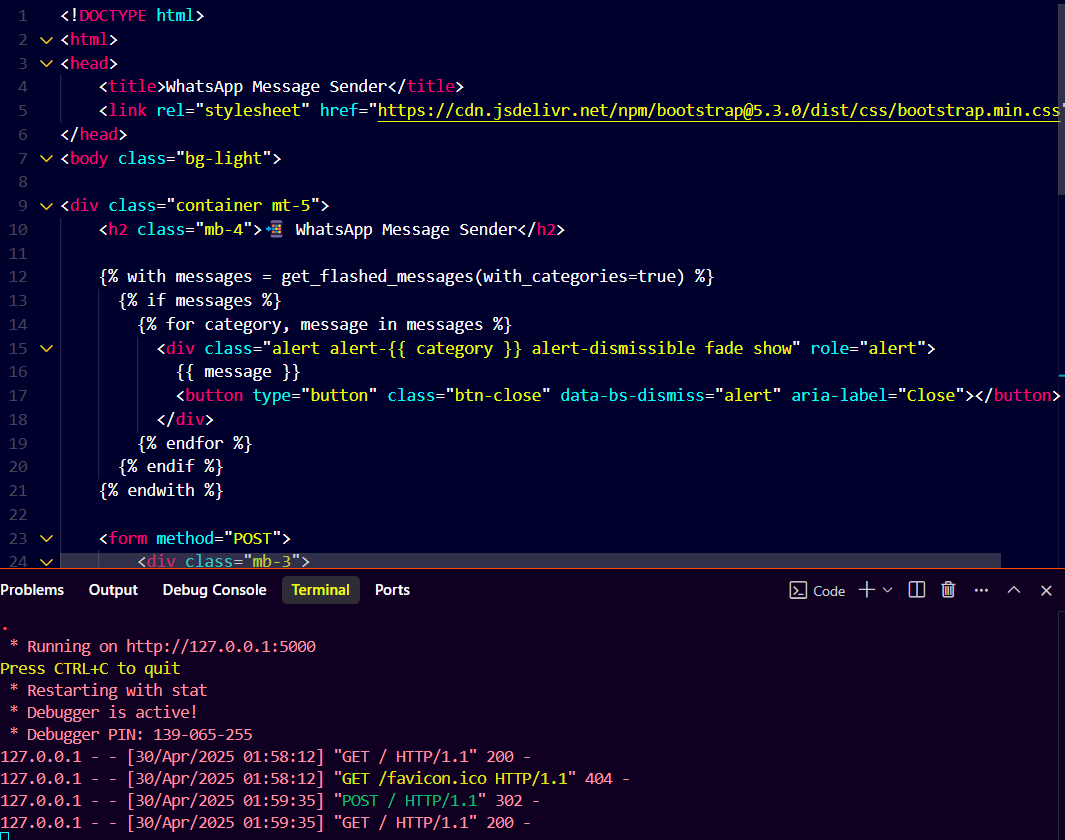 1 <!DOCTYPE html>
2 <html>
3 <head>
4 <title>WhatsApp Message Sender</title>
5 <link rel="stylesheet" href="https://cdn.jsdelivr.net/npm/bootstrap@5.3.0/dist/css/bootstrap.min.css"
6 </head>
7 <body class="bg-light">
8
9 <div class="container mt-5">
10 <h2 class="mb-4">📲 WhatsApp Message Sender</h2>
11
12 {% with messages = get_flashed_messages(with_categories=true) %}
13 {% if messages %}
14 {% for category, message in messages %}
15 <div class="alert alert-{{ category }} alert-dismissible fade show" role="alert">
16 {{ message }}
17 <button type="button" class="btn-close" data-bs-dismiss="alert" aria-label="Close"></button>
18 </div>
19 {% endfor %}
20 {% endif %}
21 {% endwith %}
22
23 <form method="POST">
24 <div class="mb-3">
Problems Output Debug Console Terminal Ports Code
.
* Running on http://127.0.0.1:5000
Press CTRL+C to quit
* Restarting with stat
* Debugger is active!
* Debugger PIN: 139-065-255
127.0.0.1 - - [30/Apr/2025 01:58:12] "GET / HTTP/1.1" 200 -
127.0.0.1 - - [30/Apr/2025 01:58:12] "GET /favicon.ico HTTP/1.1" 404 -
127.0.0.1 - - [30/Apr/2025 01:59:35] "POST / HTTP/1.1" 302 -
127.0.0.1 - - [30/Apr/2025 01:59:35] "GET / HTTP/1.1" 200 -